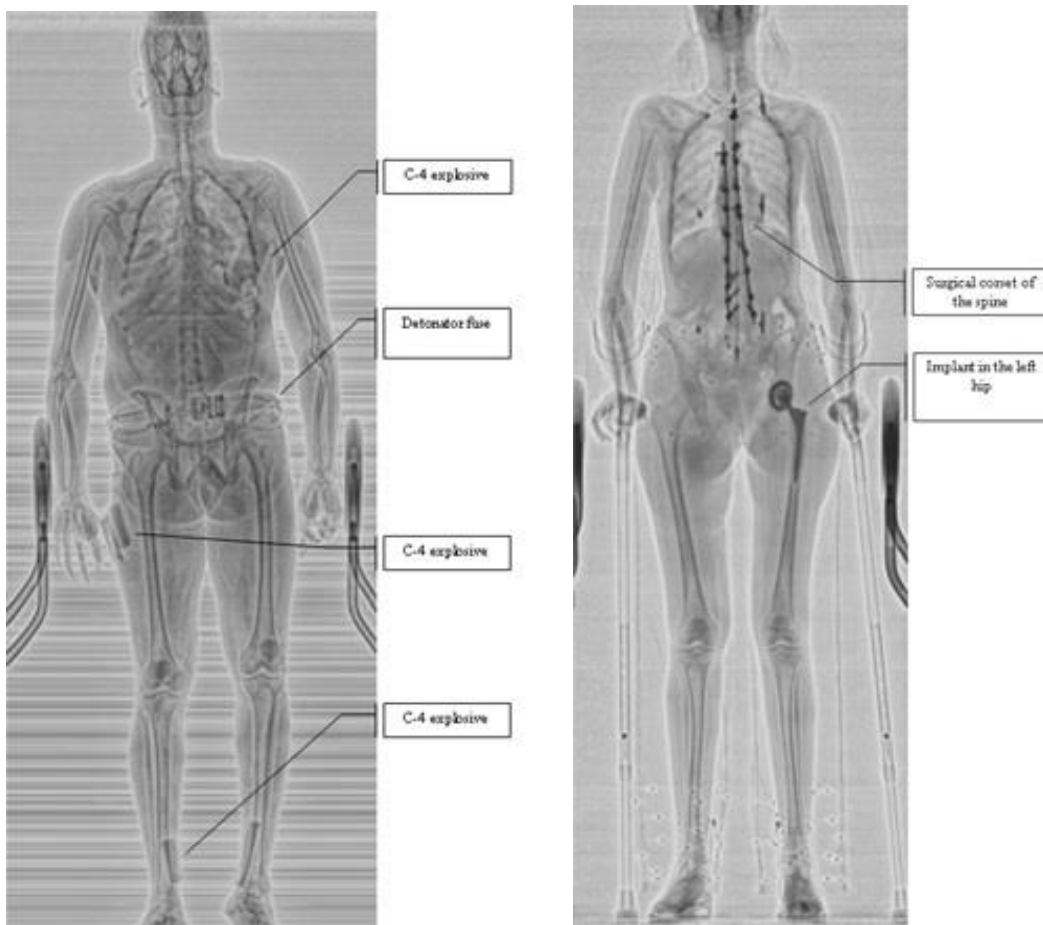 C-4 explosive
Detonator fuse
C-4 explosive
C-4 explosive
Surgical corset of
the spine
Implant in the left
hip